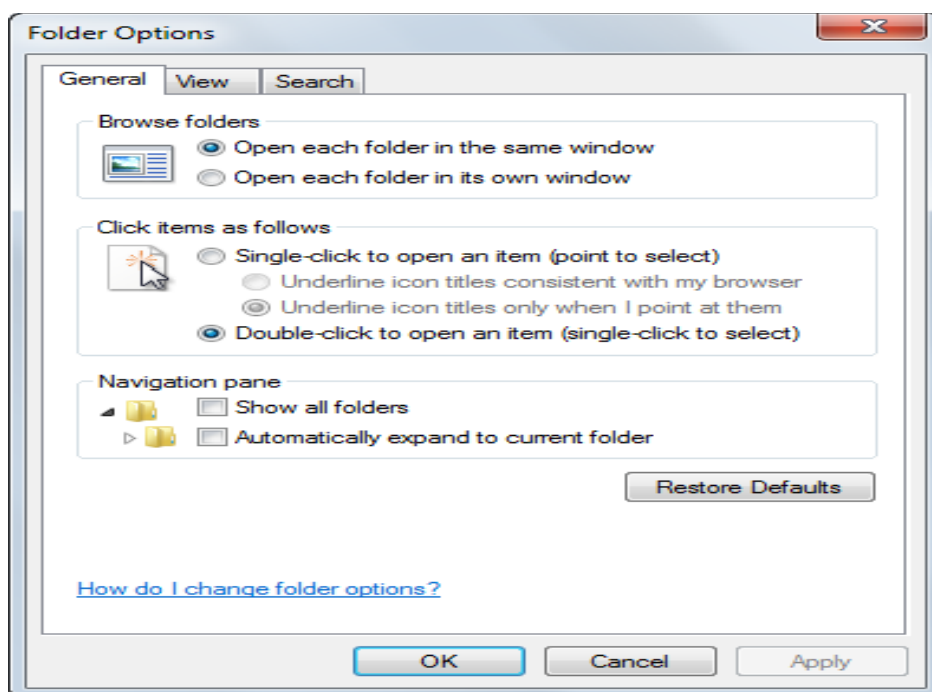 Folder Options
General View Search
Browse folders
Open each folder in the same window
Open each folder in its own window
Click items as follows
Single-click to open an item (point to select)
Underline icon titles consistent with my browser
Underline icon titles only when I point at them
Double-click to open an item (single-click to select)
Navigation pane
Show all folders
Automatically expand to current folder
Restore Defaults
How do I change folder options?
OK Cancel Apply